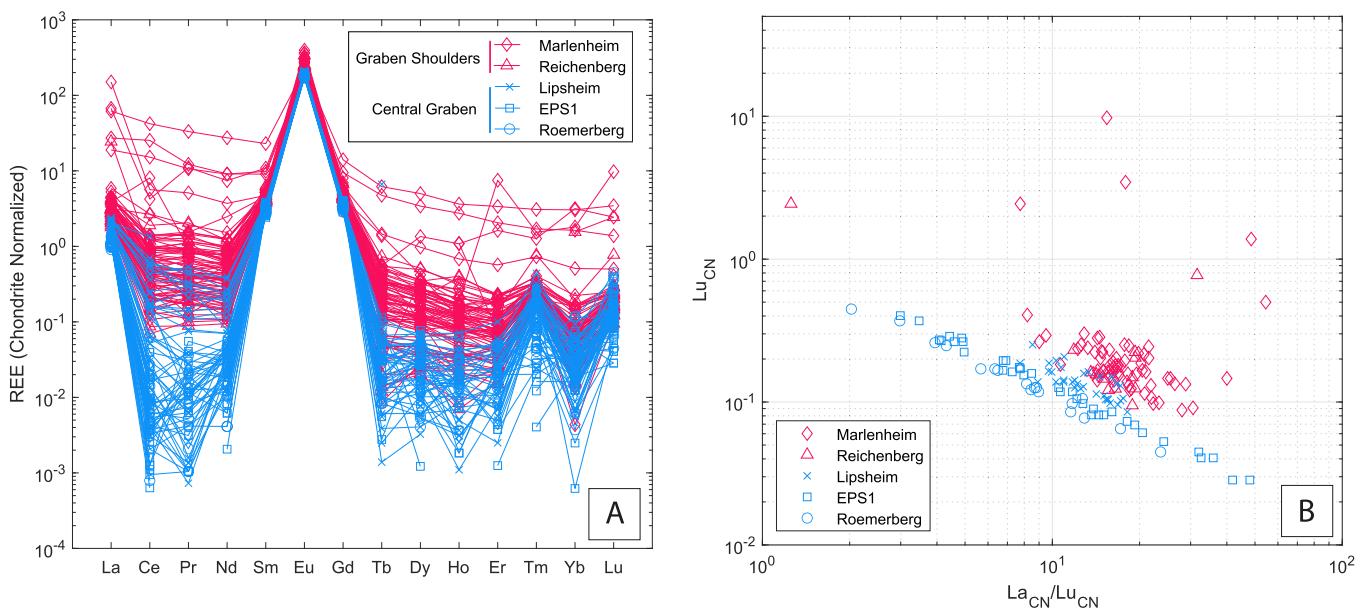 REE (Chondrite Normalized)
10³
10²
10¹
10⁰
10⁻¹
10⁻²
10⁻³
10⁻⁴
Graben Shoulders
Marlenheim
Reichenberg
Central Graben
Lipsheim
EPS1
Roemerberg
A
La Ce Pr Nd Sm Eu Gd Tb Dy Ho Er Tm Yb Lu
Lu_CN
10¹
10⁰
10⁻¹
10⁻²
Marlenheim
Reichenberg
Lipsheim
EPS1
Roemerberg
B
10⁰ 10¹ 10²
La_CN/Lu_CN